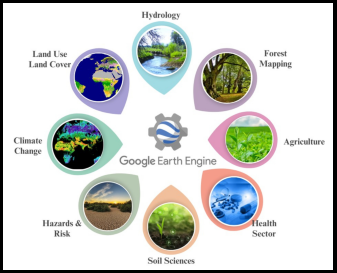 Hydrology
Land Use
Land Cover
Forest
Mapping
Climate
Change
Google Earth Engine
Agriculture
Hazards &
Risk
Health
Sector
Soil Sciences